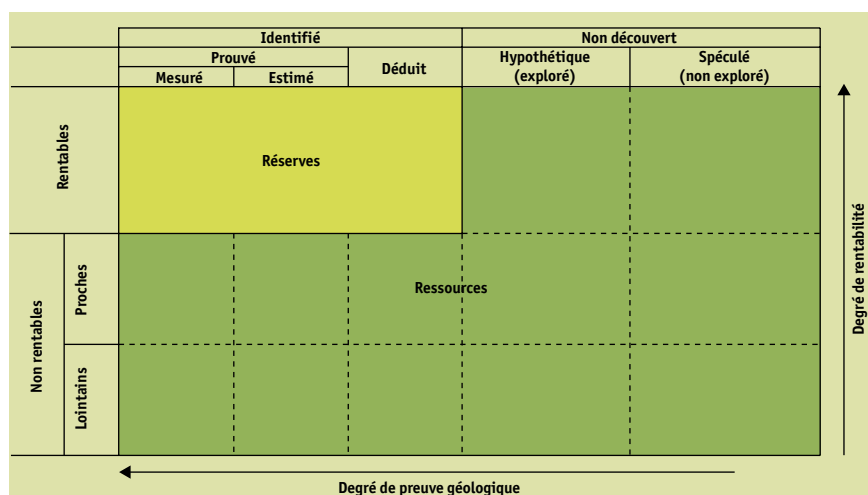 Identifié
Non découvert
Prouvé
Déduit
Hypothétique
(exploré)
Spéculé
(non exploré)
Mesuré
Estimé
Rentables
Réserves
Non rentables
Proches
Ressources
Lointains
Degré de rentabilité
Degré de preuve géologique